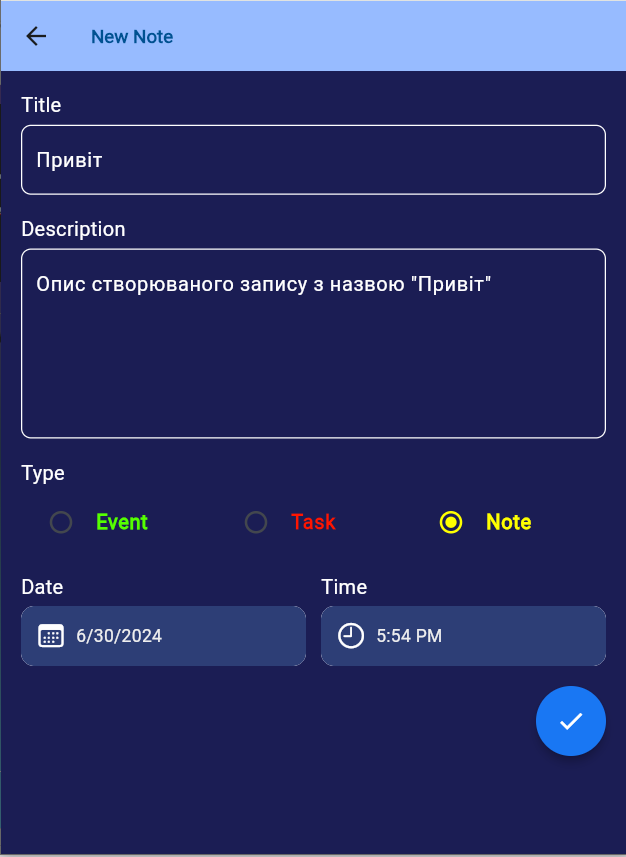 New Note
Title
Привіт
Description
Опис створюваного запису з назвою "Привіт"
Type
Event Task Note
Date Time
6/30/2024 5:54 PM